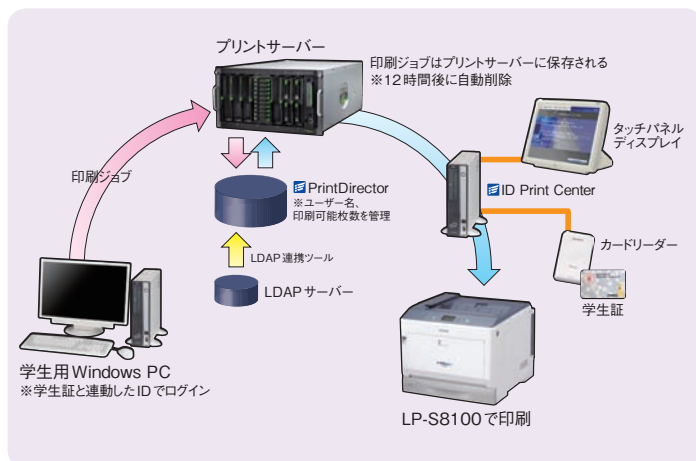 プリントサーバー
印刷ジョブはプリントサーバーに保存される
※12時間後に自動削除
タッチパネル
ディスプレイ
印刷ジョブ
PrintDirector
※ユーザー名、
印刷可能枚数を管理
ID Print Center
カードリーダー
LDAP連携ツール
LDAPサーバー
学生証
学生用Windows PC
※学生証と連動したIDでログイン
LP-S8100で印刷